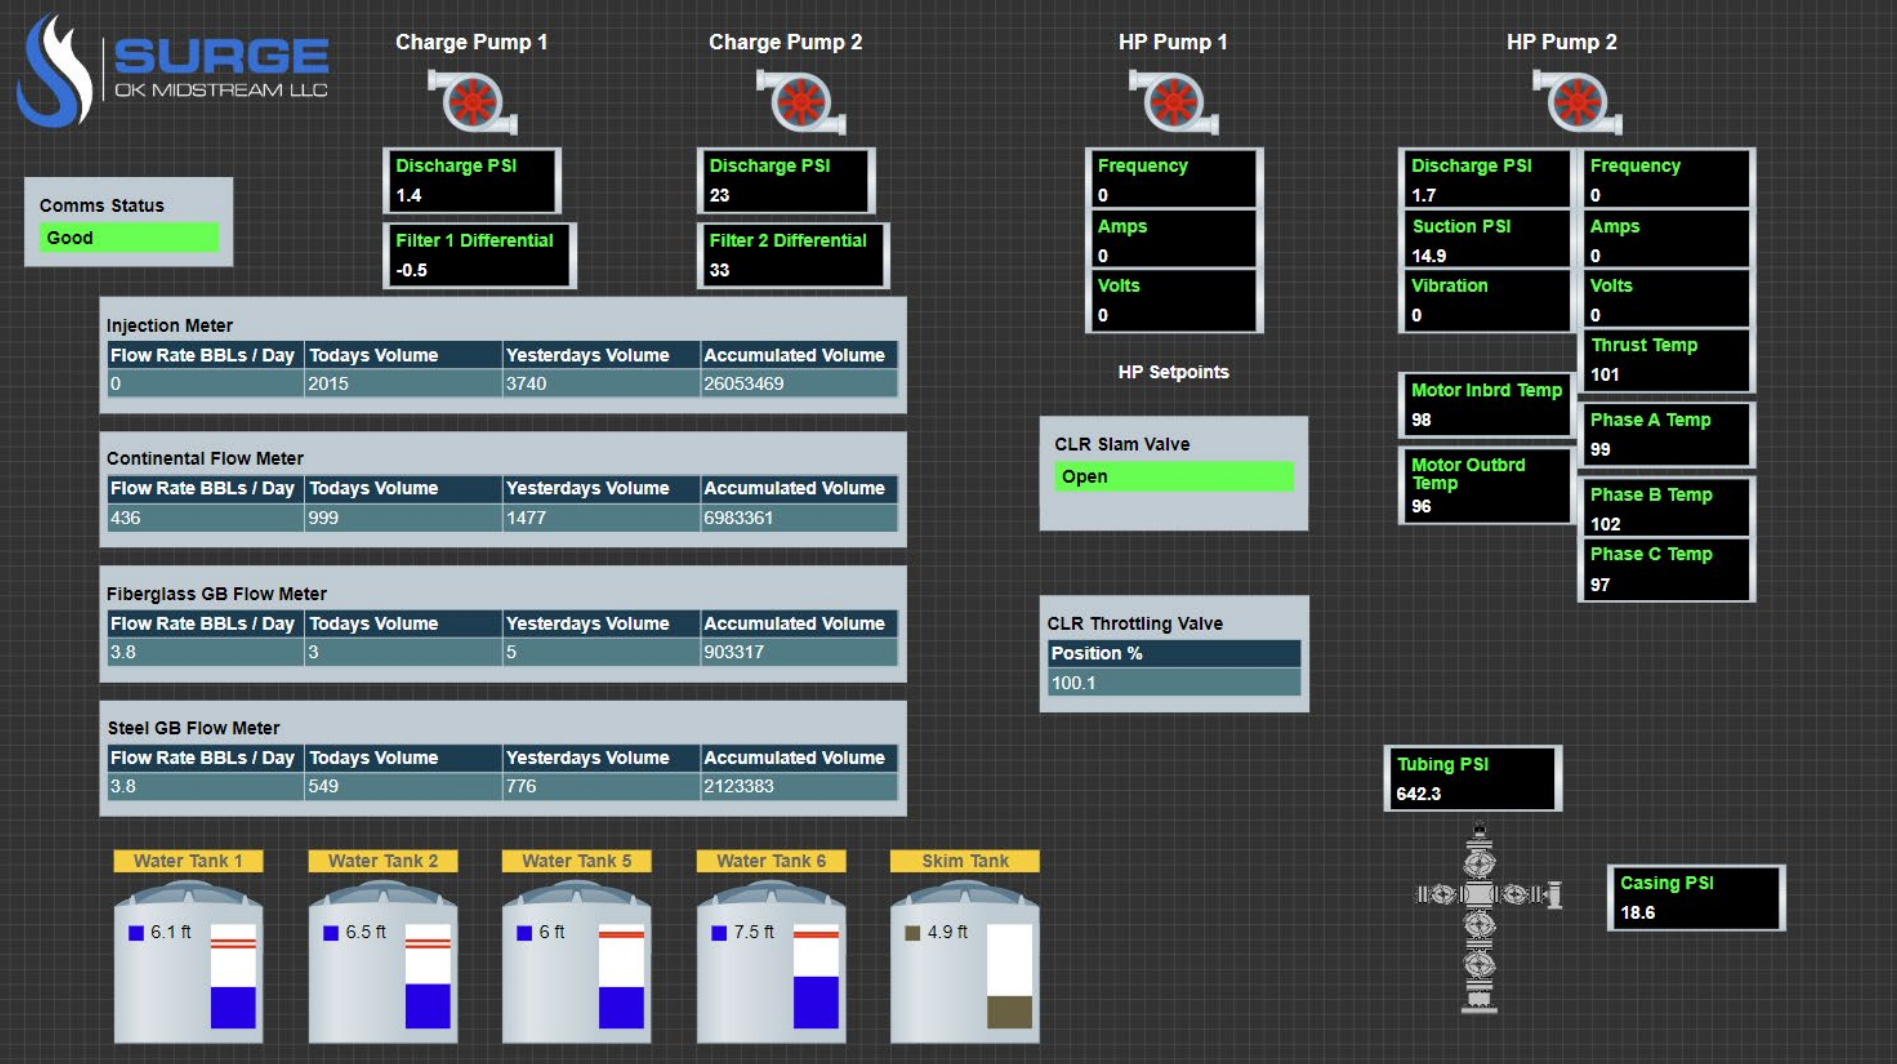 SURGE
OK MIDSTREAM LLC
Charge Pump 1
Charge Pump 2
HP Pump 1
HP Pump 2
Comms Status
Good
Discharge PSI
1.4
Filter 1 Differential
-0.5
Discharge PSI
23
Filter 2 Differential
33
Frequency
0
Amps
0
Volts
0
Discharge PSI
1.7
Suction PSI
14.9
Vibration
0
Frequency
0
Amps
0
Volts
0
Thrust Temp
101
Motor Inbrd Temp
98
Motor Outbrd
Temp
96
Phase A Temp
99
Phase B Temp
102
Phase C Temp
97
Injection Meter
Flow Rate BBLs / Day Todays Volume Yesterdays Volume Accumulated Volume
0 2015 3740 26053469
Continental Flow Meter
Flow Rate BBLs / Day Todays Volume Yesterdays Volume Accumulated Volume
436 999 1477 6983361
Fiberglass GB Flow Meter
Flow Rate BBLs / Day Todays Volume Yesterdays Volume Accumulated Volume
3.8 3 5 903317
Steel GB Flow Meter
Flow Rate BBLs / Day Todays Volume Yesterdays Volume Accumulated Volume
3.8 549 776 2123383
HP Setpoints
CLR Slam Valve
Open
CLR Throttling Valve
Position %
100.1
Tubing PSI
642.3
Casing PSI
18.6
Water Tank 1
6.1 ft
Water Tank 2
6.5 ft
Water Tank 5
6 ft
Water Tank 6
7.5 ft
Skim Tank
4.9 ft